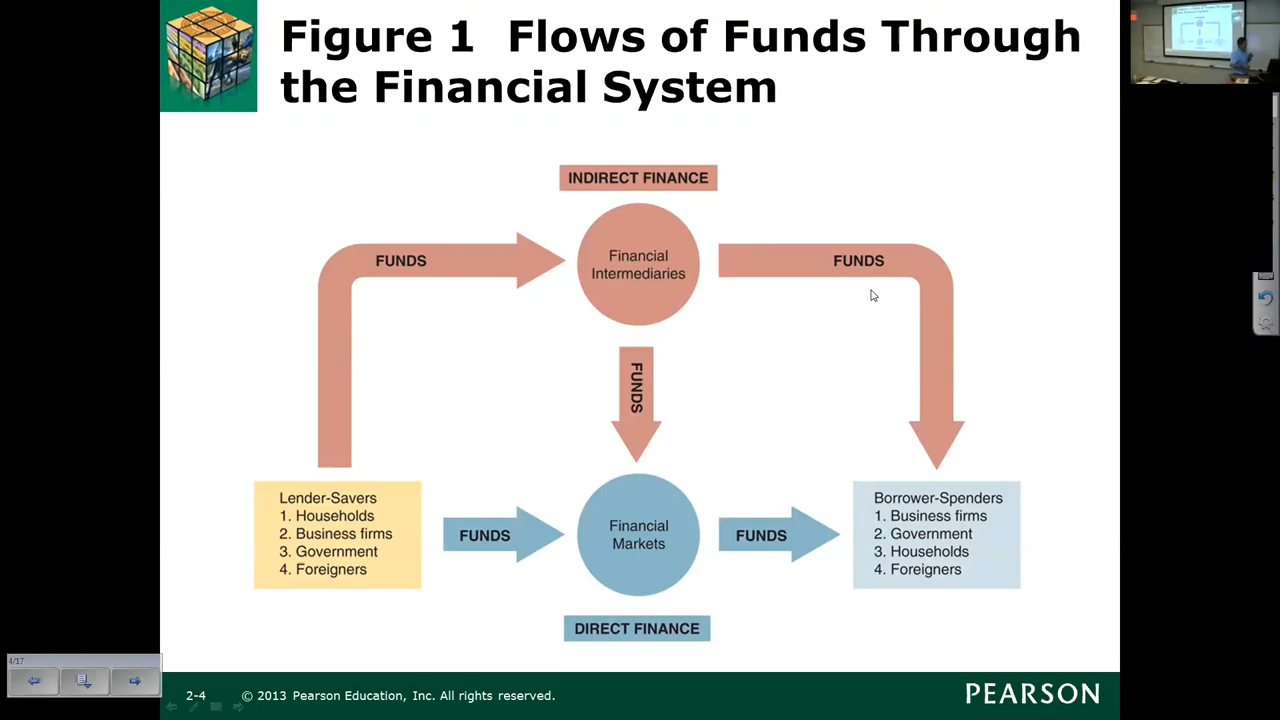 Figure 1 Flows of Funds Through
the Financial System
INDIRECT FINANCE
Financial
Intermediaries
FUNDS
FUNDS
FUNDS
Lender-Savers
1. Households
2. Business firms
3. Government
4. Foreigners
FUNDS
Financial
Markets
FUNDS
Borrower-Spenders
1. Business firms
2. Government
3. Households
4. Foreigners
DIRECT FINANCE
4/17
2-4
© 2013 Pearson Education, Inc. All rights reserved.
PEARSON